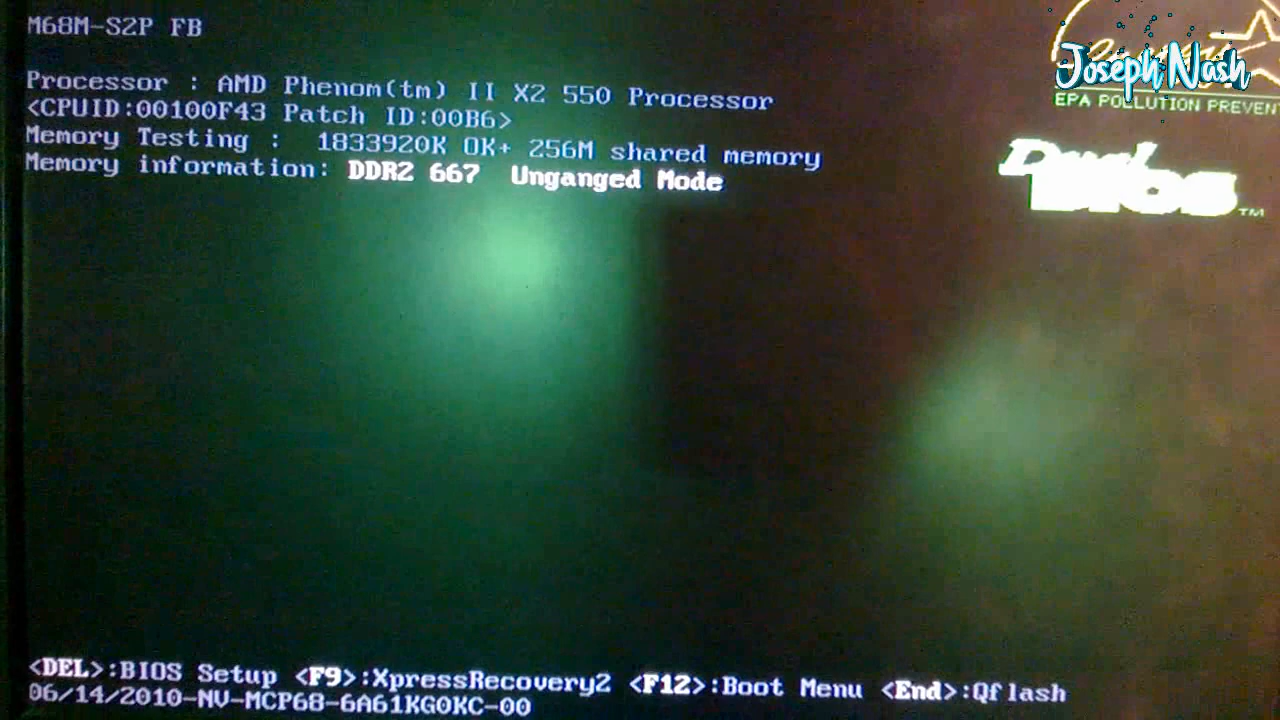 M68M-S2P FB
Joseph Nash
EPA POLLUTION PREVEN
Processor : AMD Phenom(tm) II X2 550 Processor
<CPUID:00100F43 Patch ID:00B6>
Memory Testing : 1833920K OK+ 256M shared memory
Memory information: DDR2 667 Unganged Mode
Dual
BIOS™
<DEL>:BIOS Setup <F9>:XpressRecovery2 <F12>:Boot Menu <End>:Qflash
06/14/2010-NV-MCP68-6A61KG0KC-00